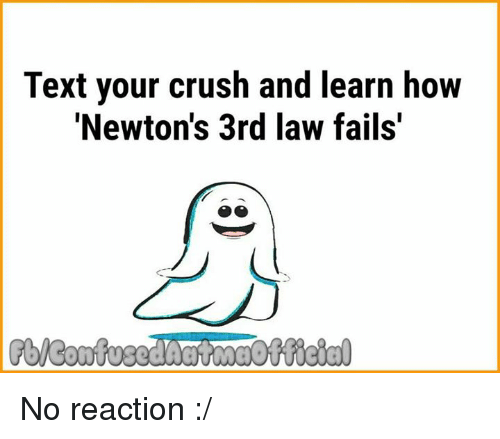 Text your crush and learn how
'Newton's 3rd law fails'
Fb/ConfusedAatmaOfficial
No reaction :/